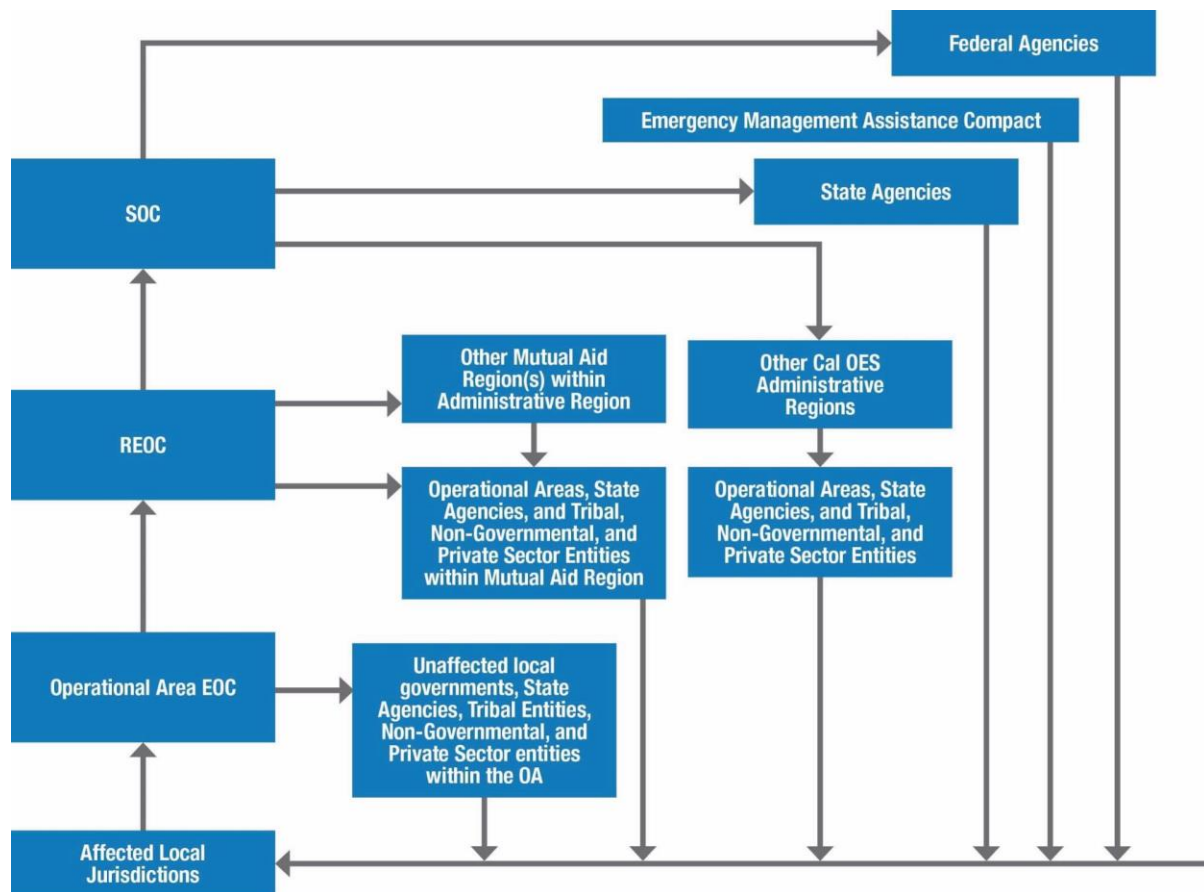 Federal Agencies
Emergency Management Assistance Compact
SOC
State Agencies
Other Mutual Aid
Region(s) within
Administrative Region
Other Cal OES
Administrative
Regions
REOC
Operational Areas, State
Agencies, and Tribal,
Non-Governmental, and
Private Sector Entities
within Mutual Aid Region
Operational Areas, State
Agencies, and Tribal,
Non-Governmental, and
Private Sector Entities
Operational Area EOC
Unaffected local
governments, State
Agencies, Tribal Entities,
Non-Governmental, and
Private Sector entities
within the OA
Affected Local
Jurisdictions